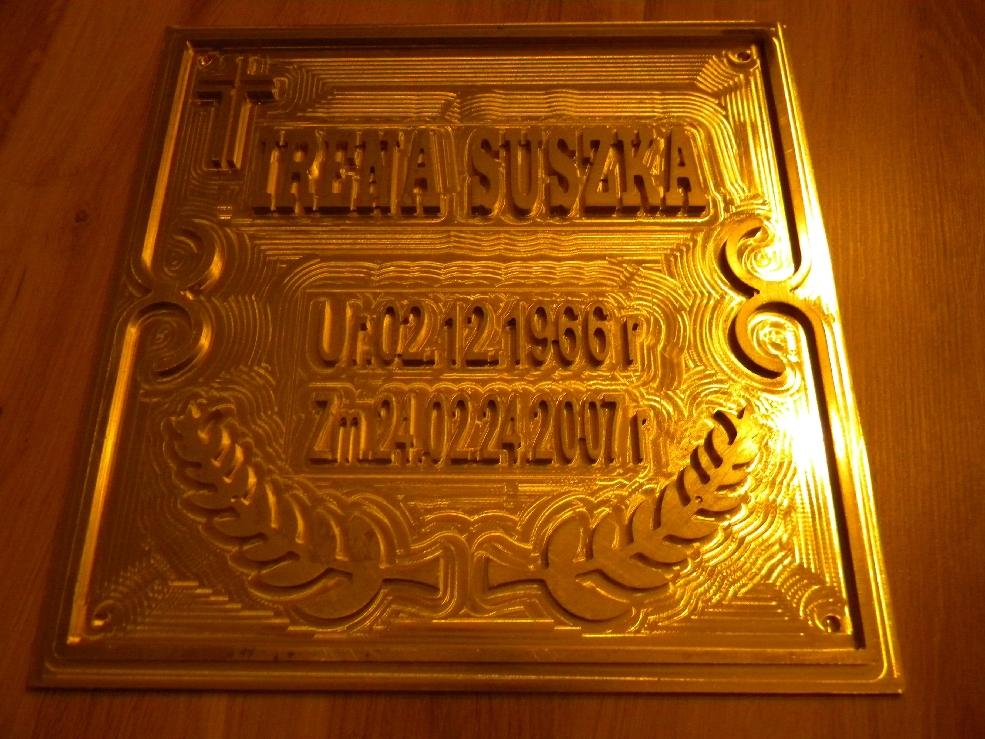 IRENA SUSZKA
Ur.02.12.1966 r
Zm.24.02.24.2007 r